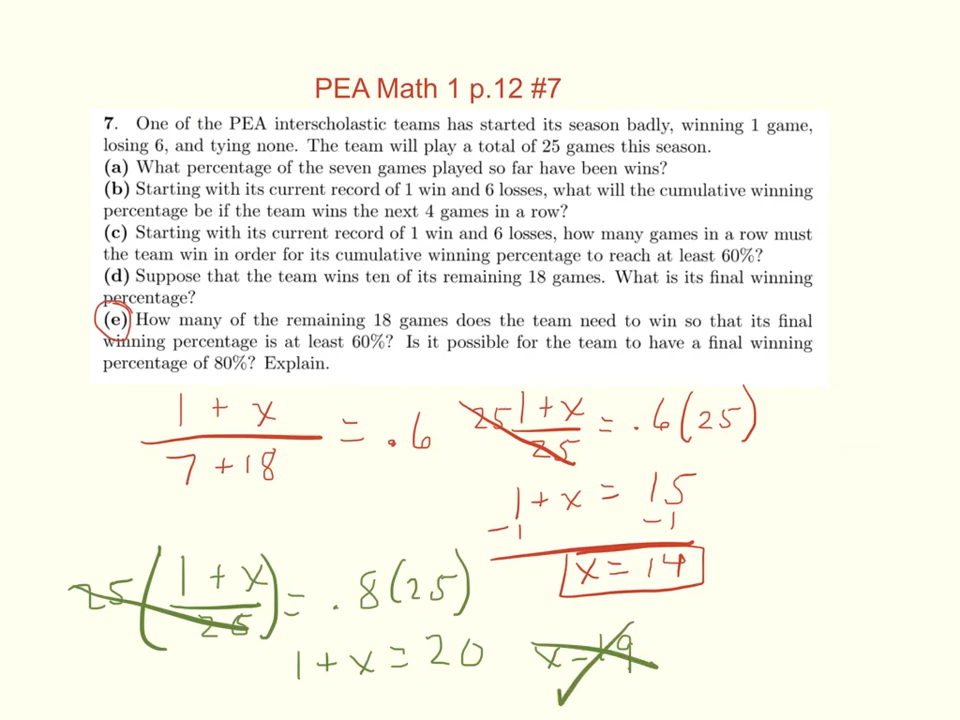 PEA Math 1 p.12 #7
7. One of the PEA interscholastic teams has started its season badly, winning 1 game,
losing 6, and tying none. The team will play a total of 25 games this season.
(a) What percentage of the seven games played so far have been wins?
(b) Starting with its current record of 1 win and 6 losses, what will the cumulative winning
percentage be if the team wins the next 4 games in a row?
(c) Starting with its current record of 1 win and 6 losses, how many games in a row must
the team win in order for its cumulative winning percentage to reach at least 60%?
(d) Suppose that the team wins ten of its remaining 18 games. What is its final winning
percentage?
(e) How many of the remaining 18 games does the team need to win so that its final
winning percentage is at least 60%? Is it possible for the team to have a final winning
percentage of 80%? Explain.
1 + x
7 + 18
= .6
25 1 + x
25
= .6(25)
1 + x = 15
-1 -1
x = 14
25 (1 + x
25
) = .8(25)
1 + x = 20
x = 19